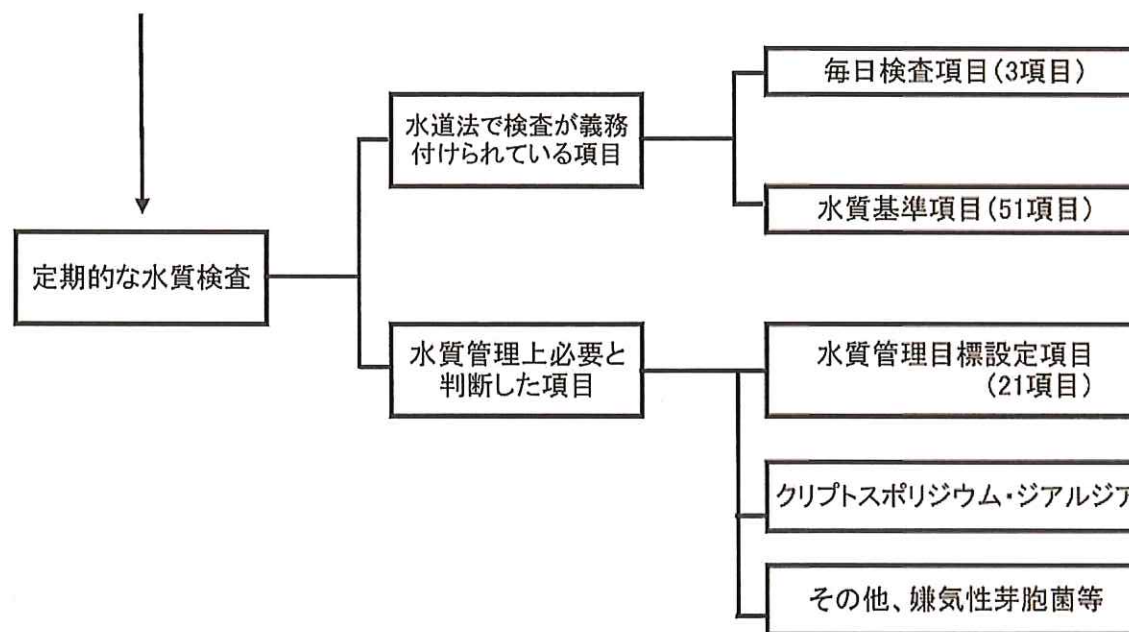 毎日検査項目(3項目)
水道法で検査が義務
付けられている項目
水質基準項目(51項目)
定期的な水質検査
水質管理上必要と
判断した項目
水質管理目標設定項目
(21項目)
クリプトスポリジウム・ジアルジア
その他、嫌気性芽胞菌等